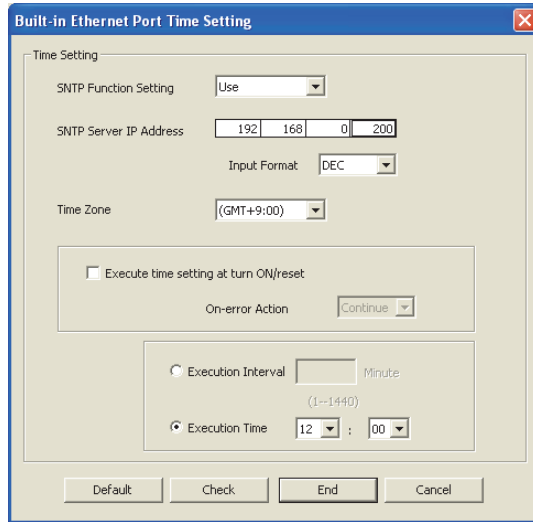 Built-in Ethernet Port Time Setting
Time Setting
SNTP Function Setting Use
SNTP Server IP Address 192 168 0 200
Input Format DEC
Time Zone (GMT+9:00)
Execute time setting at turn ON/reset
On-error Action Continue
Execution Interval Minute
(1--1440)
Execution Time 12 : 00
Default Check End Cancel